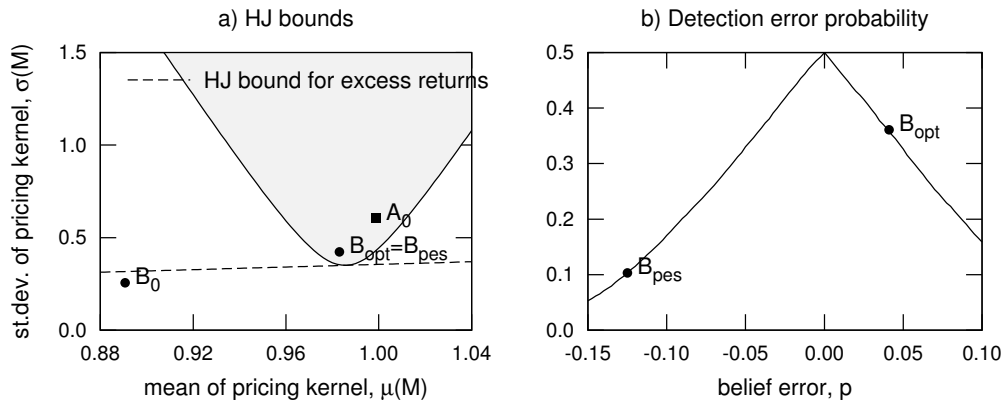 a) HJ bounds
st.dev. of pricing kernel, σ(M)
1.5
1.0
0.5
0.0
HJ bound for excess returns
A0
Bopt=Bpes
B0
0.88
0.92
0.96
1.00
1.04
mean of pricing kernel, μ(M)
b) Detection error probability
0.5
0.4
0.3
0.2
0.1
0.0
Bopt
Bpes
-0.15
-0.10
-0.05
0.00
0.05
0.10
belief error, p